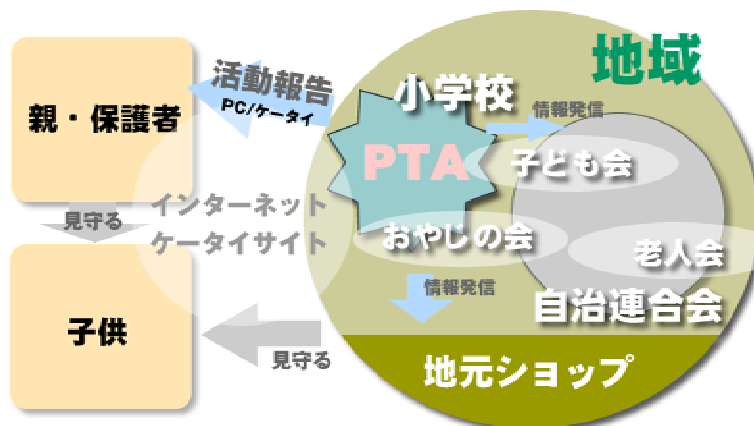 地域
活動報告
PC/ケータイ
小学校
情報発信
親・保護者
PTA
子ども会
見守る
インターネット
ケータイサイト
おやじの会
老人会
情報発信
自治連合会
子供
見守る
地元ショップ